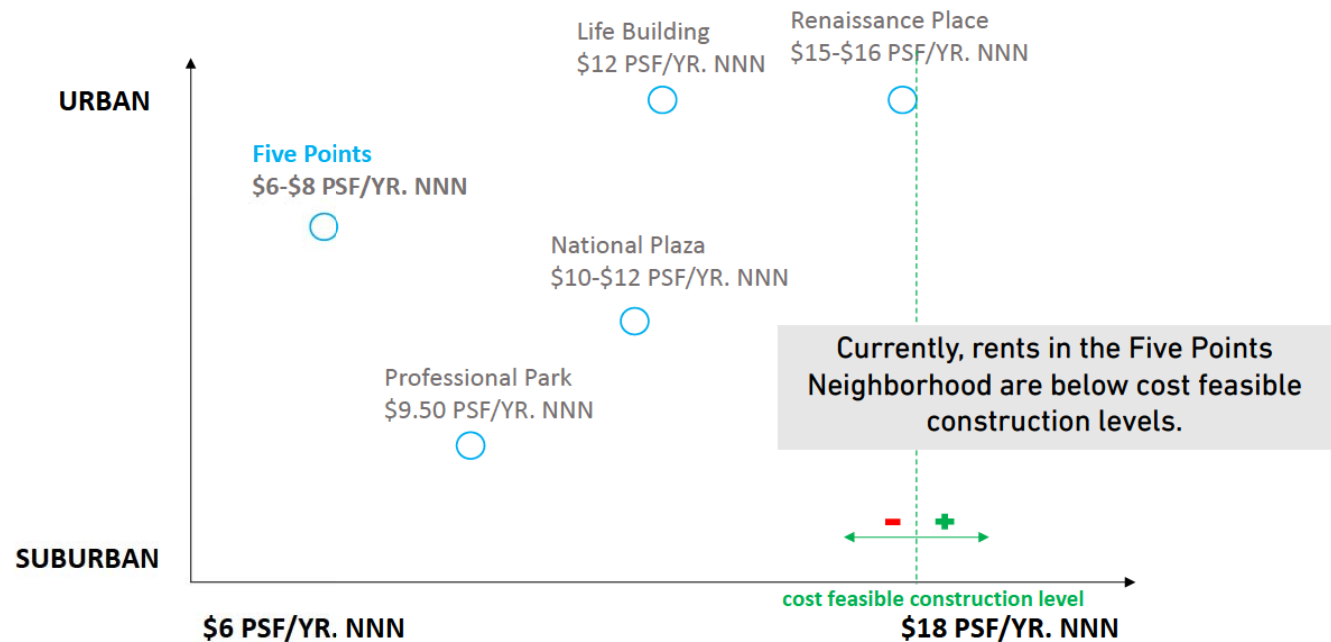 Life Building
$12 PSF/YR. NNN
Renaissance Place
$15-$16 PSF/YR. NNN
URBAN
Five Points
$6-$8 PSF/YR. NNN
National Plaza
$10-$12 PSF/YR. NNN
Currently, rents in the Five Points
Neighborhood are below cost feasible
construction levels.
Professional Park
$9.50 PSF/YR. NNN
- +
SUBURBAN
cost feasible construction level
$6 PSF/YR. NNN
$18 PSF/YR. NNN